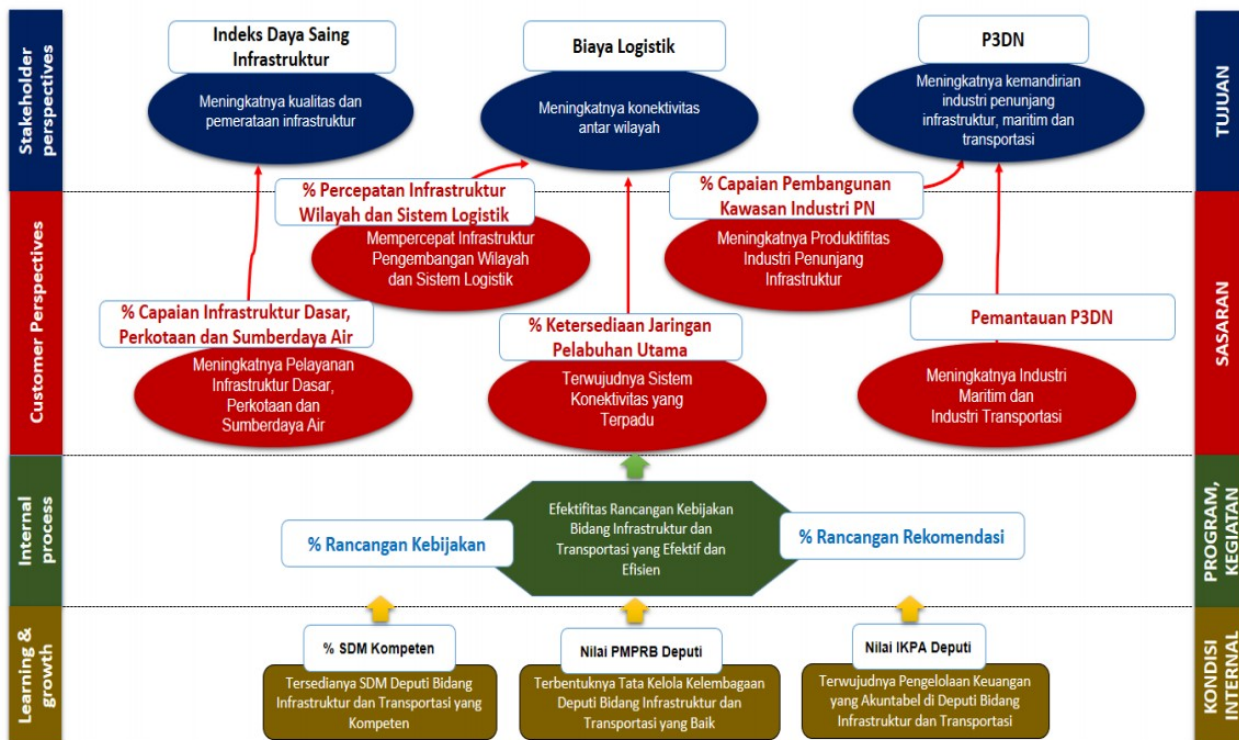 Stakeholder
perspectives
Indeks Daya Saing
Infrastruktur
Meningkatnya kualitas dan
pemerataan infrastruktur
Biaya Logistik
Meningkatnya konektivitas
antar wilayah
P3DN
Meningkatnya kemandirian
industri penunjang
infrastruktur, maritim dan
transportasi
TUJUAN
Customer Perspectives
% Percepatan Infrastruktur
Wilayah dan Sistem Logistik
Mempercepat Infrastruktur
Pengembangan Wilayah
dan Sistem Logistik
% Capaian Pembangunan
Kawasan Industri PN
Meningkatnya Produktifitas
Industri Penunjang
Infrastruktur
% Capaian Infrastruktur Dasar,
Perkotaan dan Sumberdaya Air
Meningkatnya Pelayanan
Infrastruktur Dasar,
Perkotaan dan
Sumberdaya Air
% Ketersediaan Jaringan
Pelabuhan Utama
Terwujudnya Sistem
Konektivitas yang
Terpadu
Pemantauan P3DN
Meningkatnya Industri
Maritim dan
Industri Transportasi
SASARAN
Internal
process
% Rancangan Kebijakan
Efektifitas Rancangan Kebijakan
Bidang Infrastruktur dan
Transportasi yang Efektif dan
Efisien
% Rancangan Rekomendasi
PROGRAM,
KEGIATAN
Learning &
growth
% SDM Kompeten
Tersedianya SDM Deputi Bidang
Infrastruktur dan Transportasi yang
Kompeten
Nilai PMPRB Deputi
Terbentuknya Tata Kelola Kelembagaan
Deputi Bidang Infrastruktur dan
Transportasi yang Baik
Nilai IKPA Deputi
Terwujudnya Pengelolaan Keuangan
yang Akuntabel di Deputi Bidang
Infrastruktur dan Transportasi
KONDISI
INTERNAL